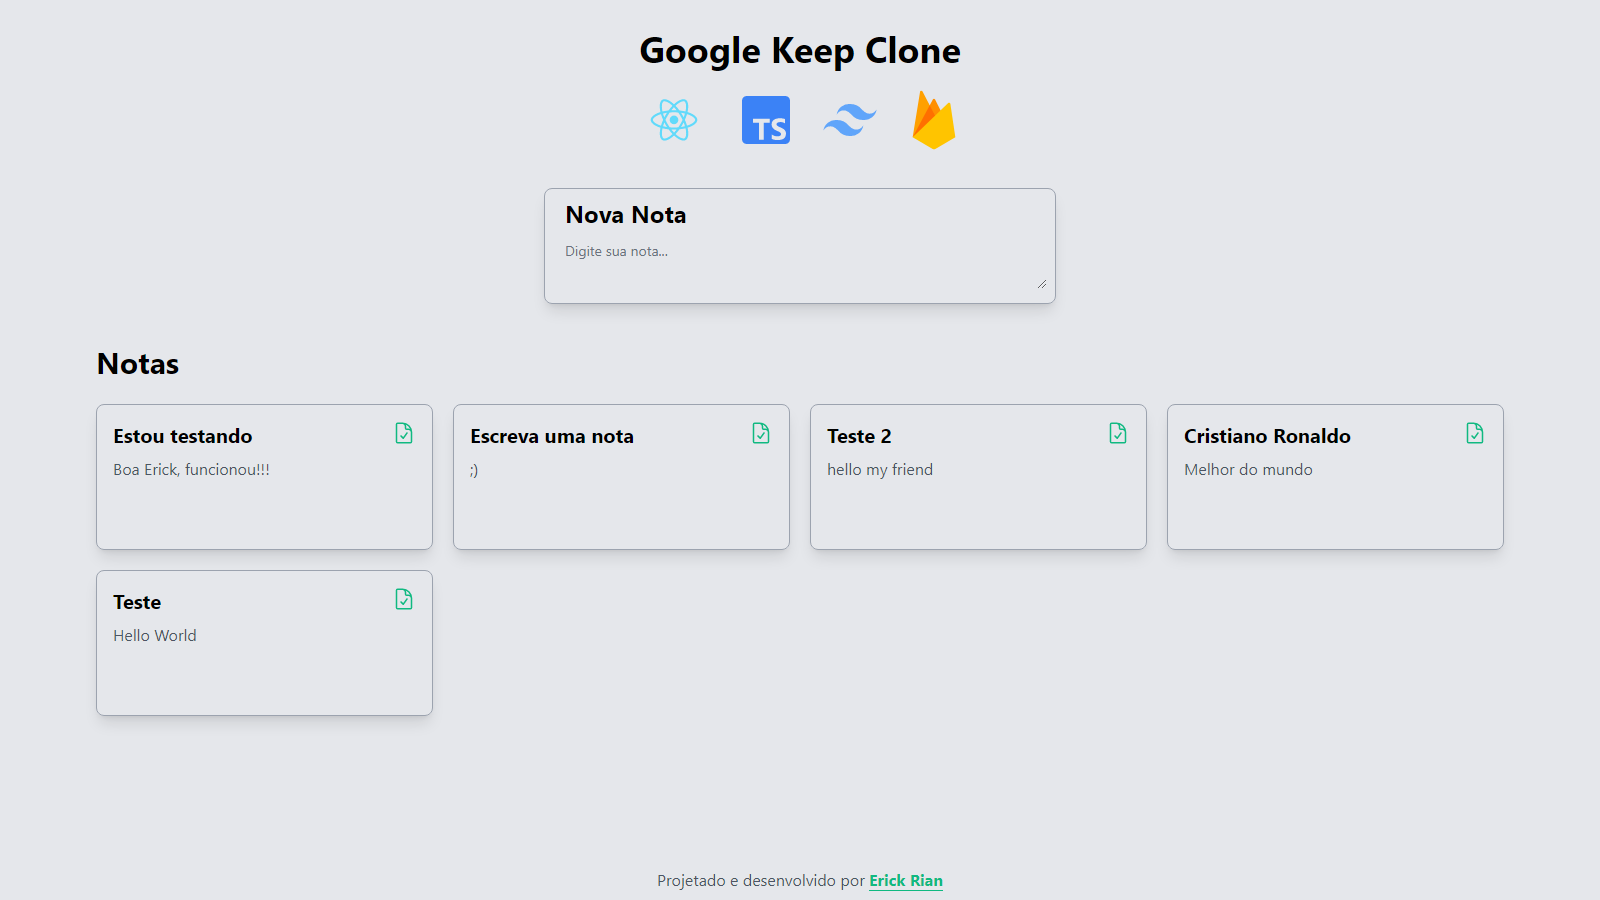 Google Keep Clone
TS
Nova Nota
Digite sua nota...
Notas
Estou testando
Boa Erick, funcionou!!!
Escreva uma nota
;)
Teste 2
hello my friend
Cristiano Ronaldo
Melhor do mundo
Teste
Hello World
Projetado e desenvolvido por Erick Rian